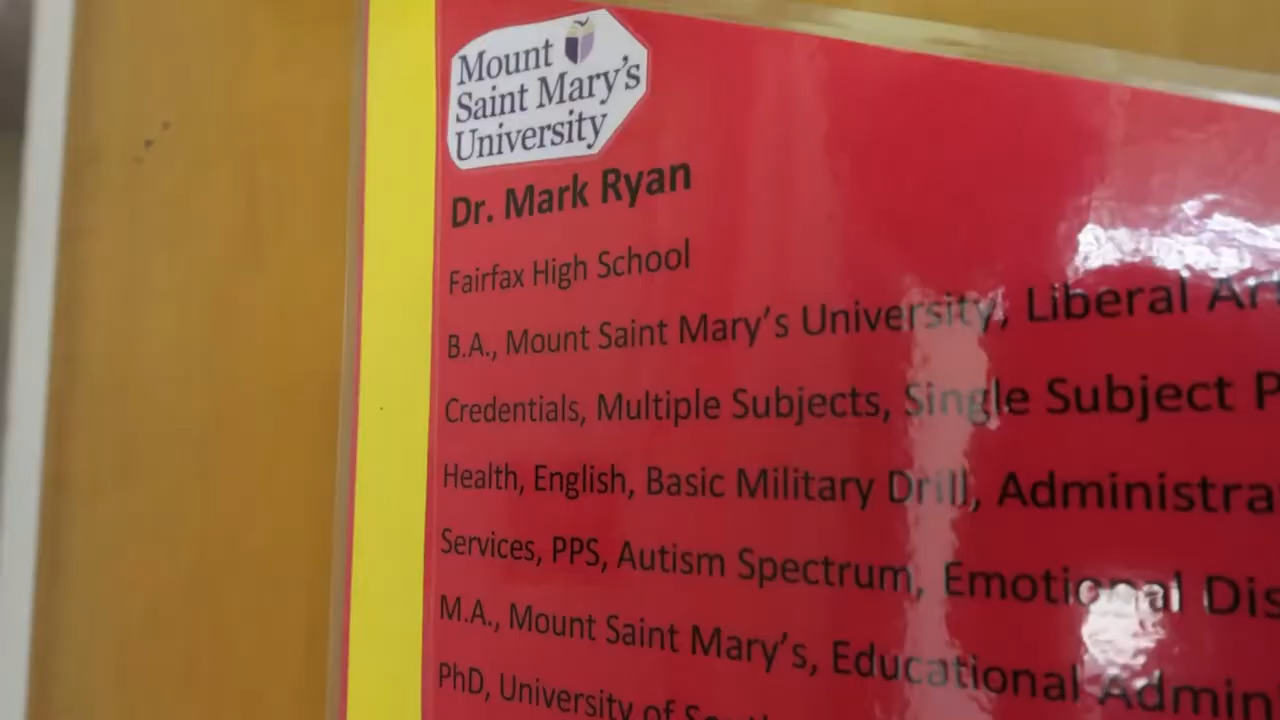 Mount
Saint Mary's
University
Dr. Mark Ryan
Fairfax High School
B.A., Mount Saint Mary's University, Liberal
Credentials, Multiple Subjects, Single Subject
Health, English, Basic Military Drill,
Services, PPS, Autism Spectrum, Emotional
M.A., Mount Saint Mary's, Educational
PhD, University of